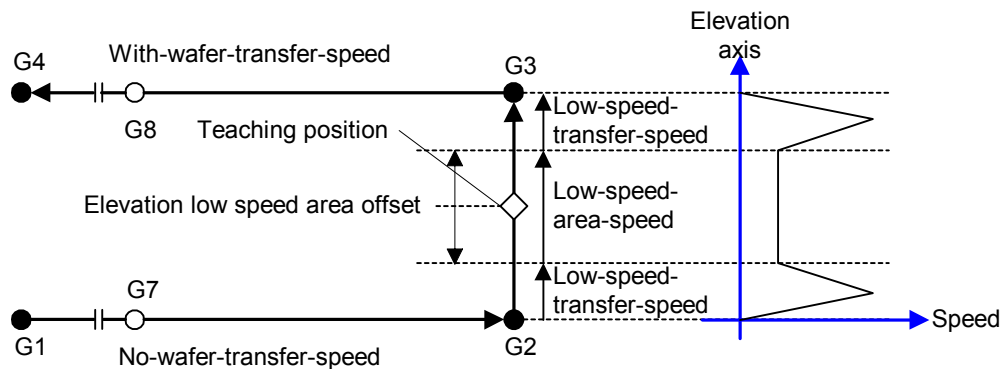 Elevation
axis
With-wafer-transfer-speed
G4
G3
G8
Low-speed-
transfer-speed
Teaching position
Elevation low speed area offset
Low-speed-
area-speed
G7
Low-speed-
transfer-speed
G1
G2
Speed
No-wafer-transfer-speed